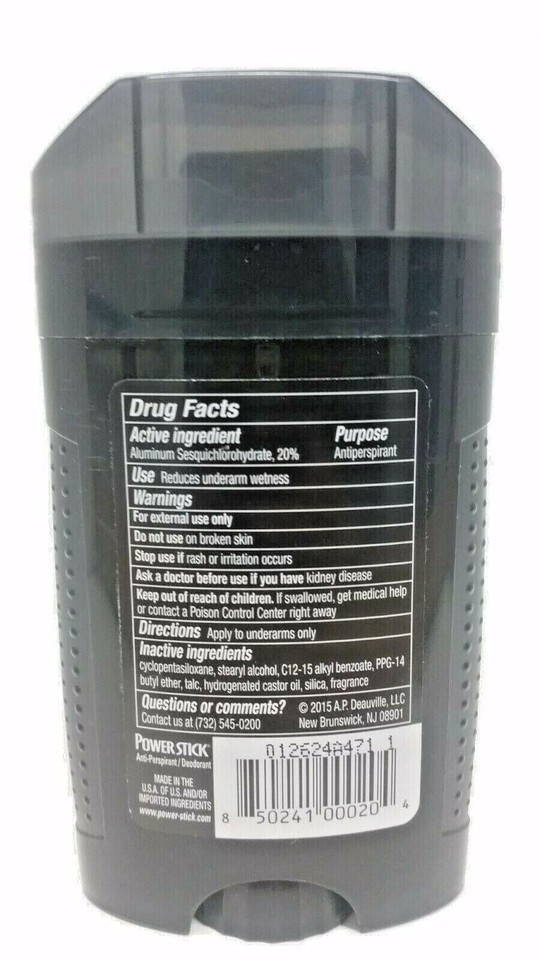 Drug Facts
Active ingredient Purpose
Aluminum Sesquichlorohydrate, 20% Antiperspirant
Use Reduces underarm wetness
Warnings
For external use only
Do not use on broken skin
Stop use if rash or irritation occurs
Ask a doctor before use if you have kidney disease
Keep out of reach of children. If swallowed, get medical help
or contact a Poison Control Center right away
Directions Apply to underarms only
Inactive ingredients
cyclopentasiloxane, stearyl alcohol, C12-15 alkyl benzoate, PPG-14
butyl ether, talc, hydrogenated castor oil, silica, fragrance
Questions or comments? © 2015 A.P. Deauville, LLC
Contact us at (732) 545-0200 New Brunswick, NJ 08901
POWER STICK®
Anti-Perspirant / Deodorant
MADE IN THE
U.S.A. OF U.S. AND/OR
IMPORTED INGREDIENTS
www.power-stick.com
8 50241 00020 4